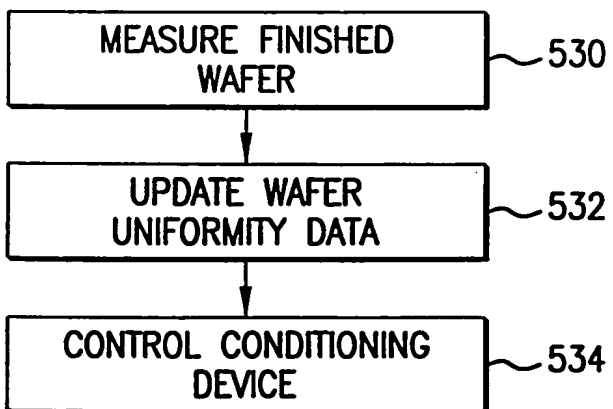 MEASURE FINISHED
WAFER
530
UPDATE WAFER
UNIFORMITY DATA
532
CONTROL CONDITIONING
DEVICE
534